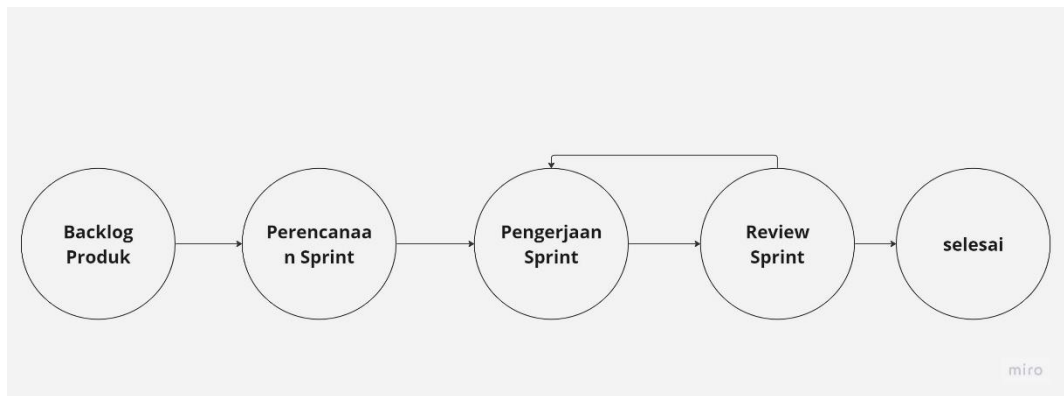 Backlog
Produk
Perencanaa
n Sprint
Pengerjaan
Sprint
Review
Sprint
selesai
miro